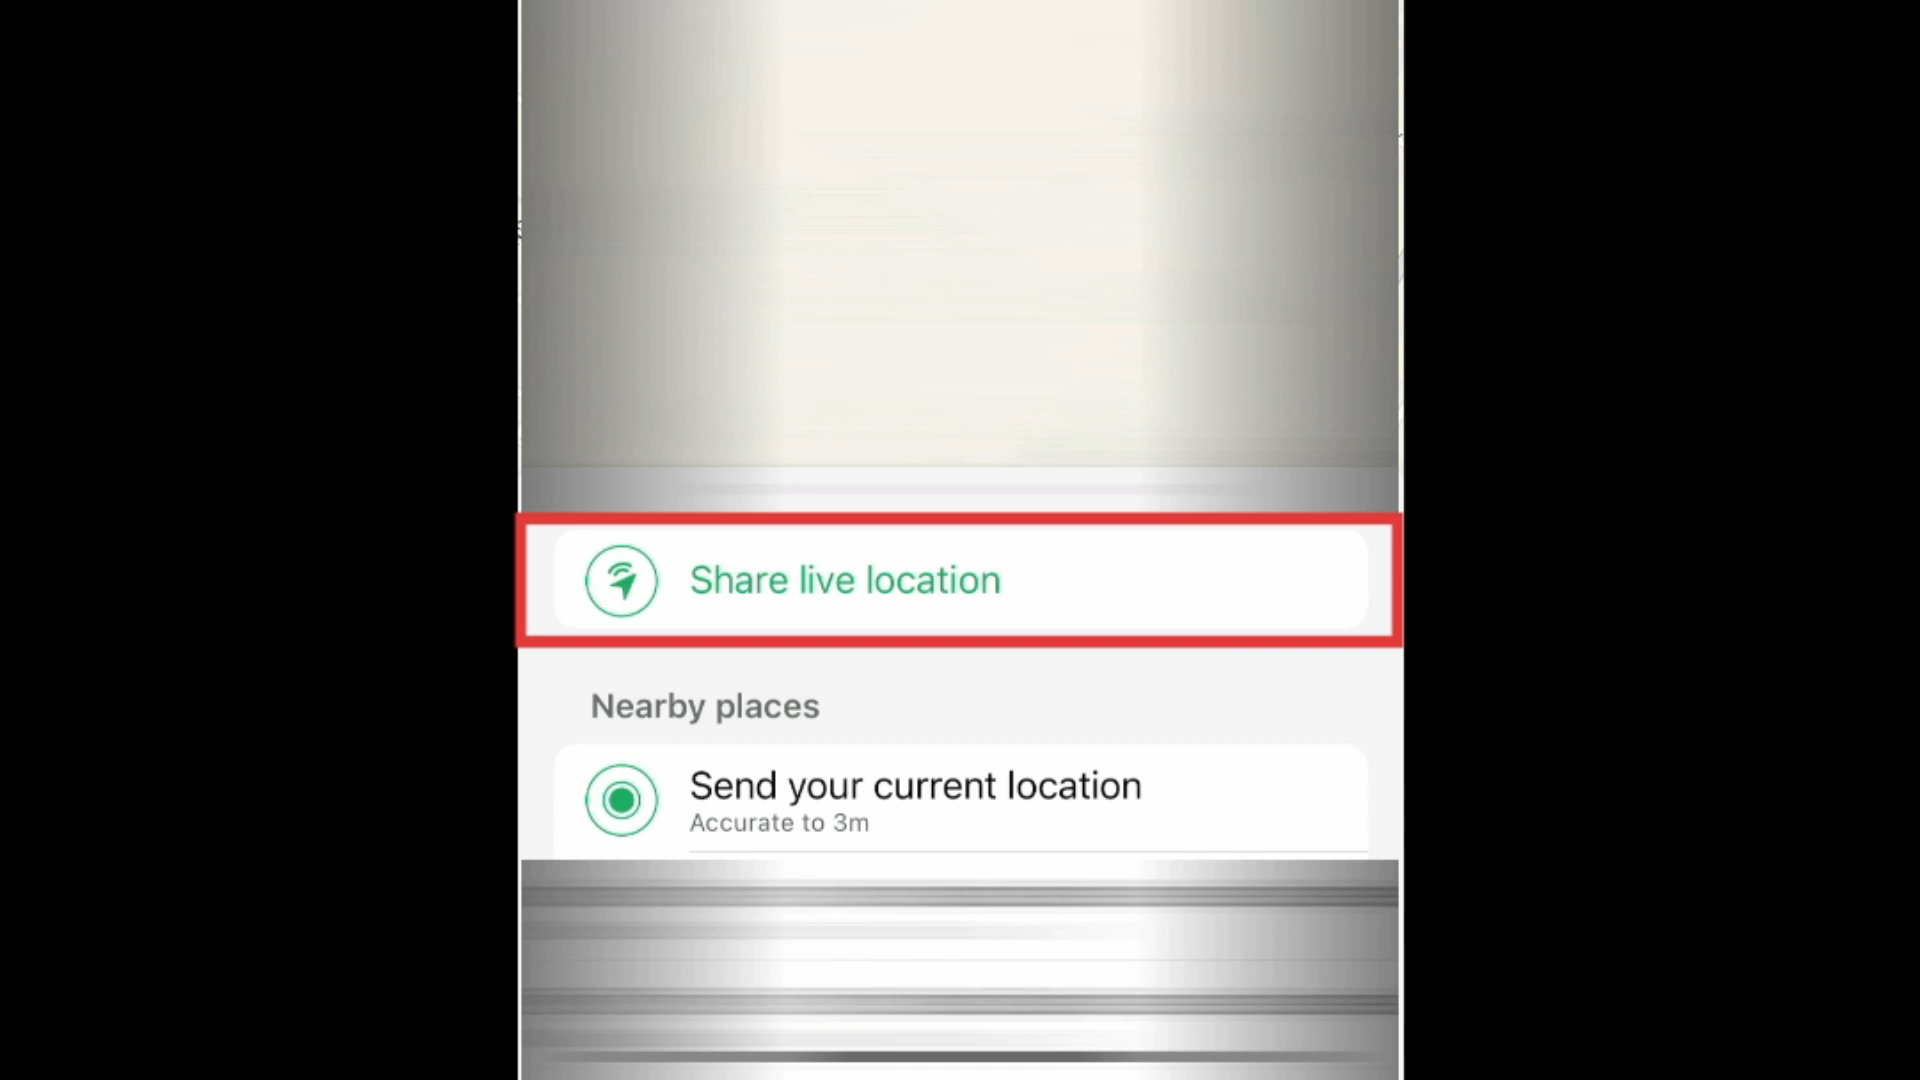 Share live location
Nearby places
Send your current location
Accurate to 3m